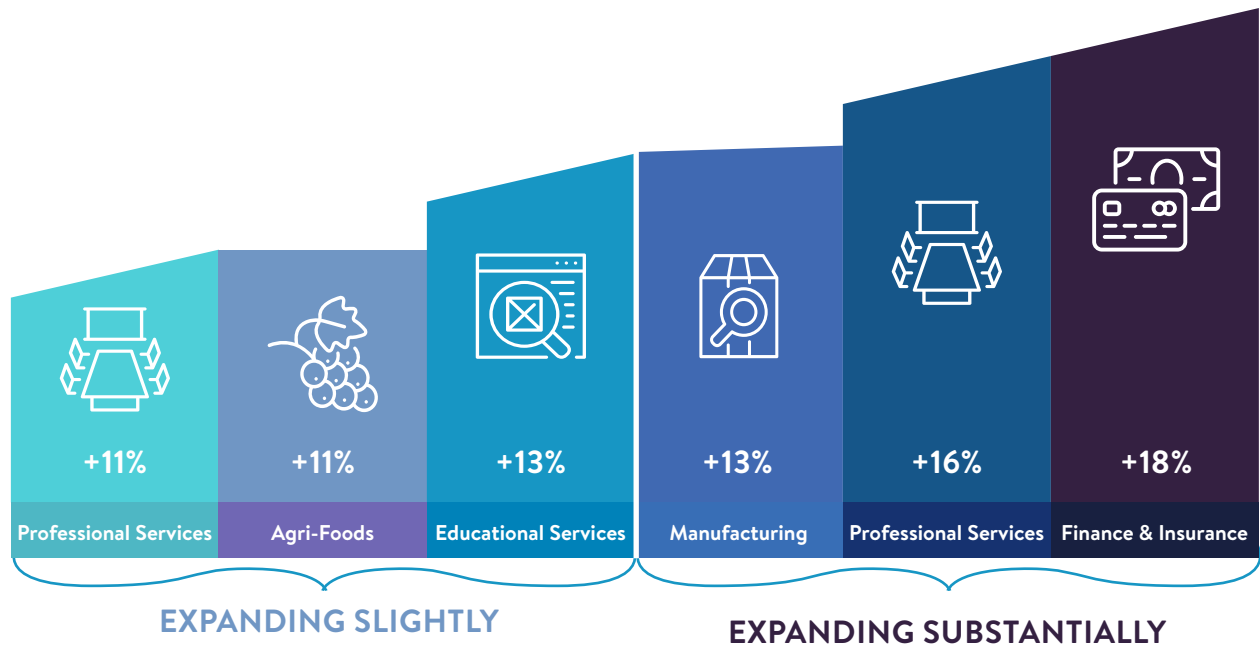 +11%
+11%
+13%
+13%
+16%
+18%
Professional Services
Agri-Foods
Educational Services
Manufacturing
Professional Services
Finance & Insurance
EXPANDING SLIGHTLY
EXPANDING SUBSTANTIALLY